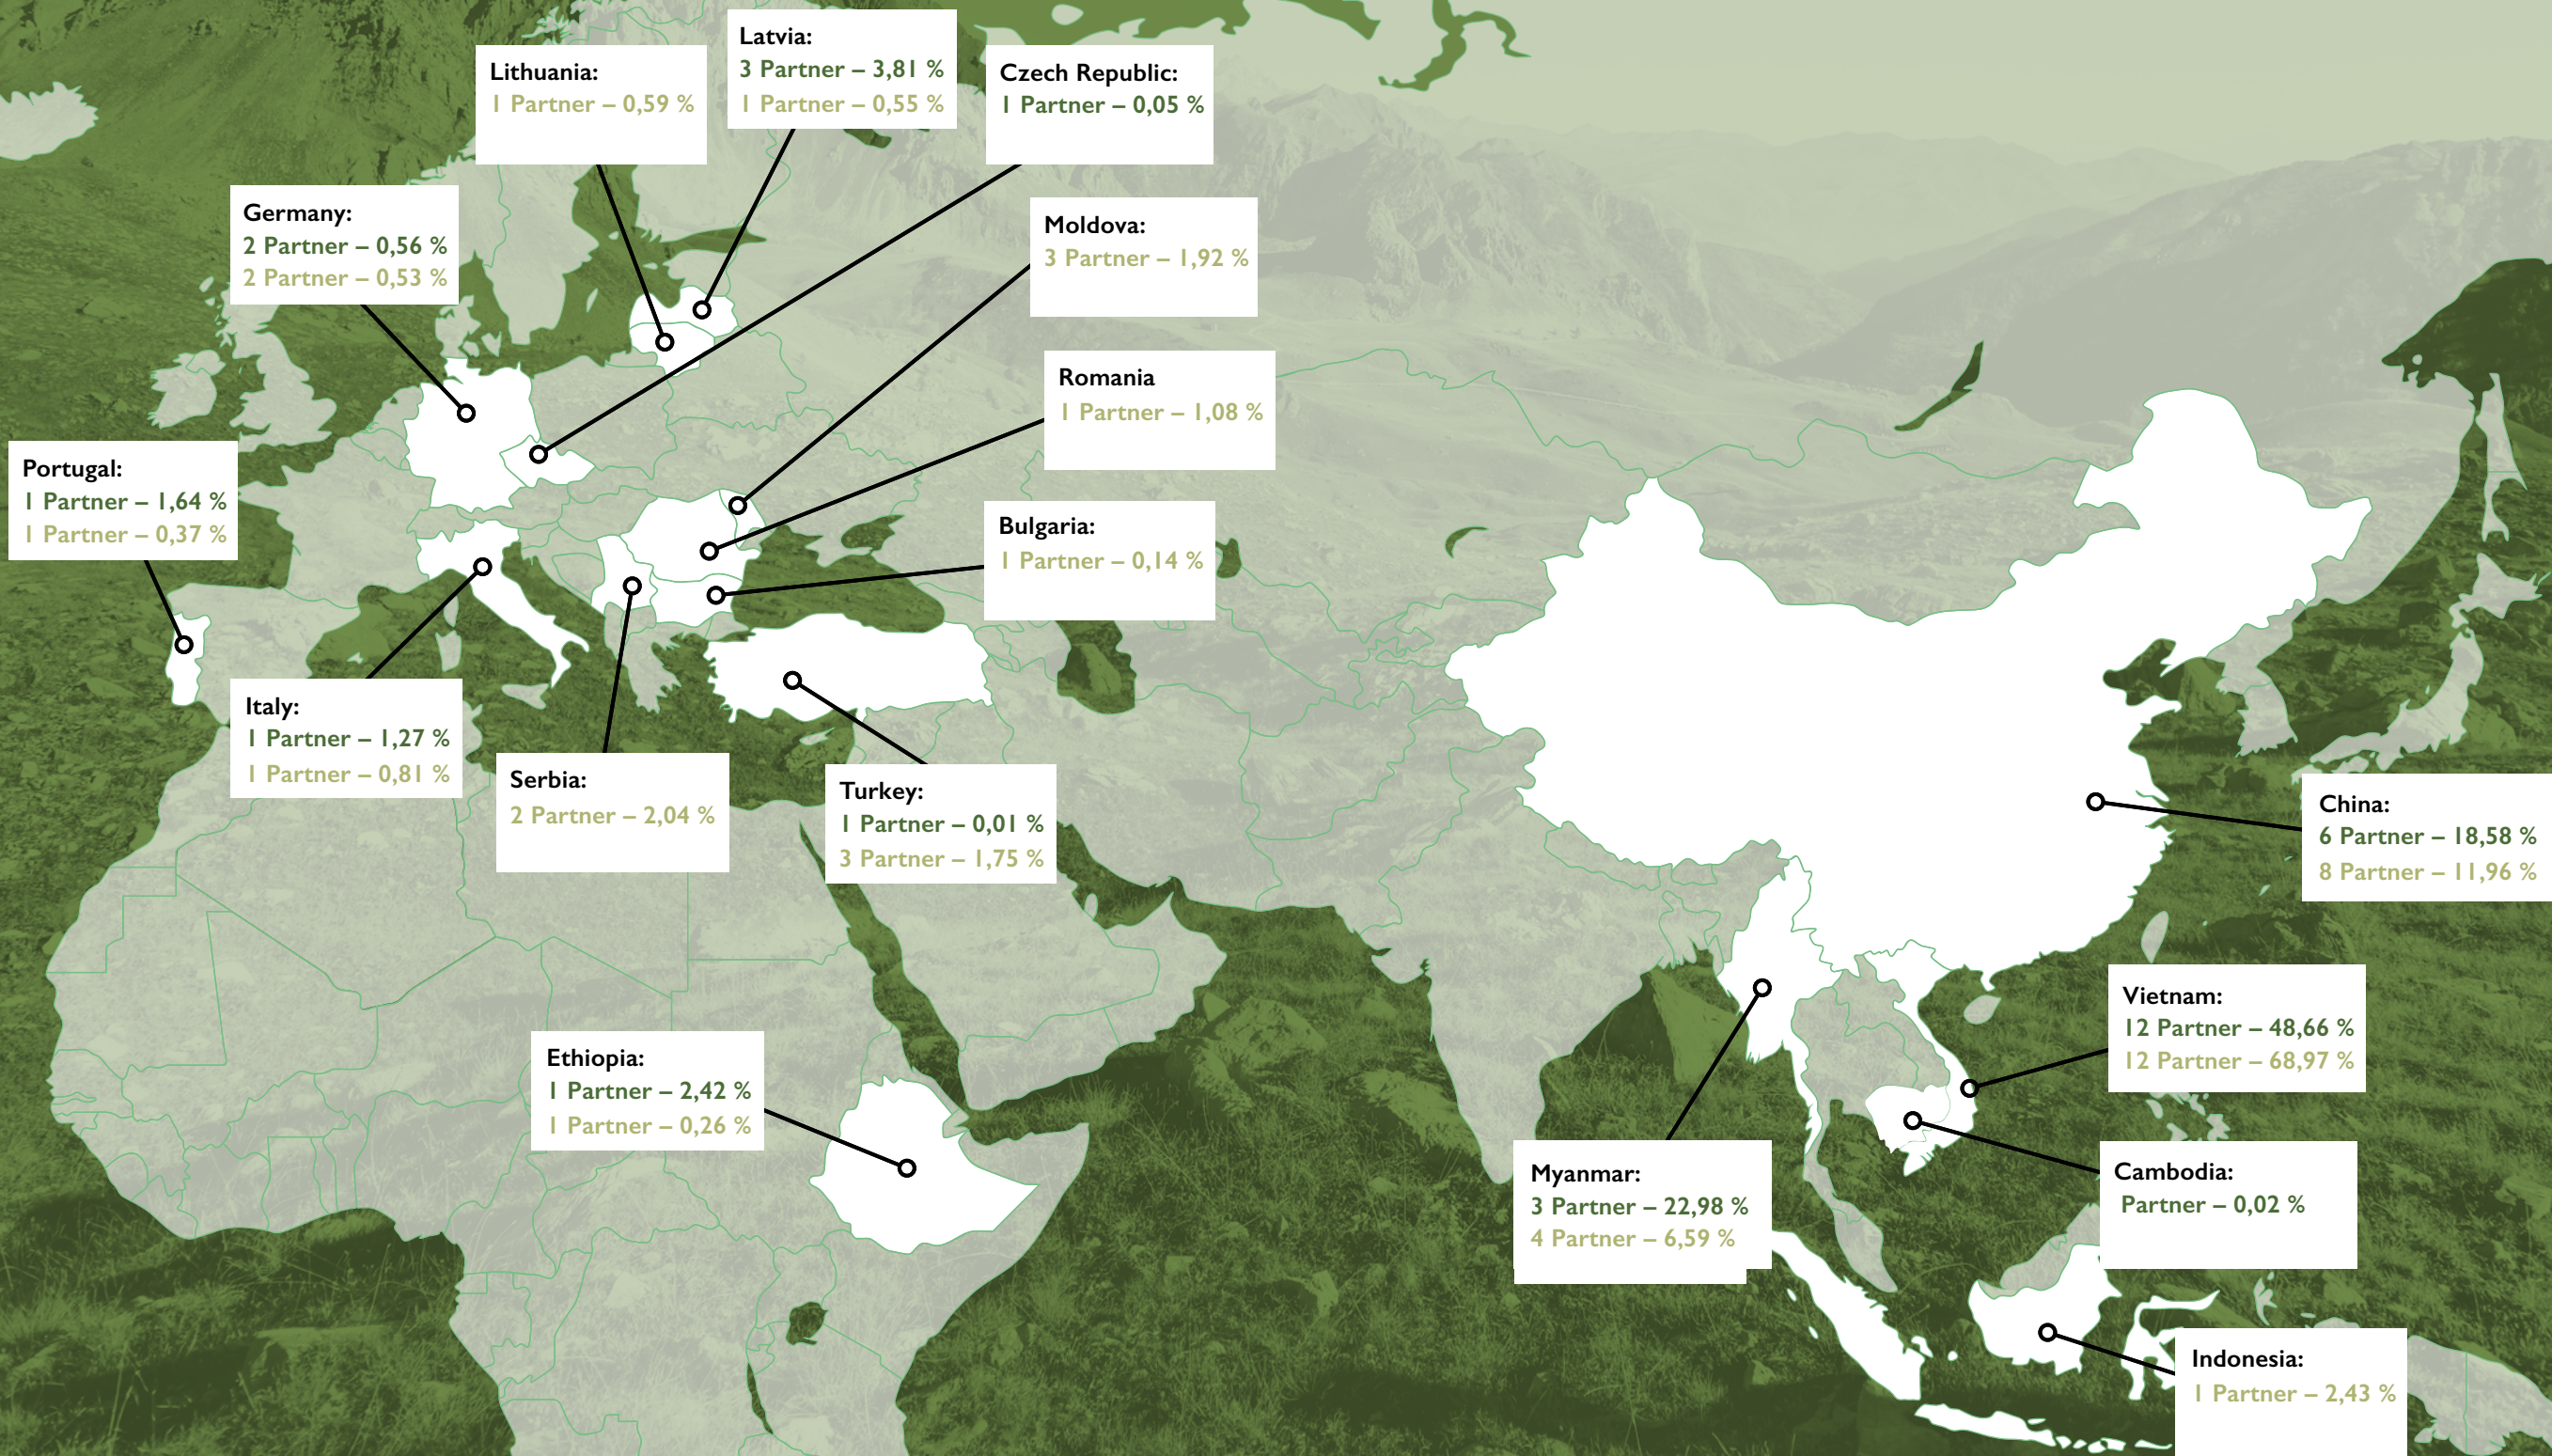 Latvia:
3 Partner – 3,81 %
1 Partner – 0,55 %
Lithuania:
1 Partner – 0,59 %
Czech Republic:
1 Partner – 0,05 %
Germany:
2 Partner – 0,56 %
2 Partner – 0,53 %
Moldova:
3 Partner – 1,92 %
Romania
1 Partner – 1,08 %
Portugal:
1 Partner – 1,64 %
1 Partner – 0,37 %
Bulgaria:
1 Partner – 0,14 %
Italy:
1 Partner – 1,27 %
1 Partner – 0,81 %
Serbia:
2 Partner – 2,04 %
Turkey:
1 Partner – 0,01 %
3 Partner – 1,75 %
China:
6 Partner – 18,58 %
8 Partner – 11,96 %
Vietnam:
12 Partner – 48,66 %
12 Partner – 68,97 %
Ethiopia:
1 Partner – 2,42 %
1 Partner – 0,26 %
Myanmar:
3 Partner – 22,98 %
4 Partner – 6,59 %
Cambodia:
Partner – 0,02 %
Indonesia:
1 Partner – 2,43 %